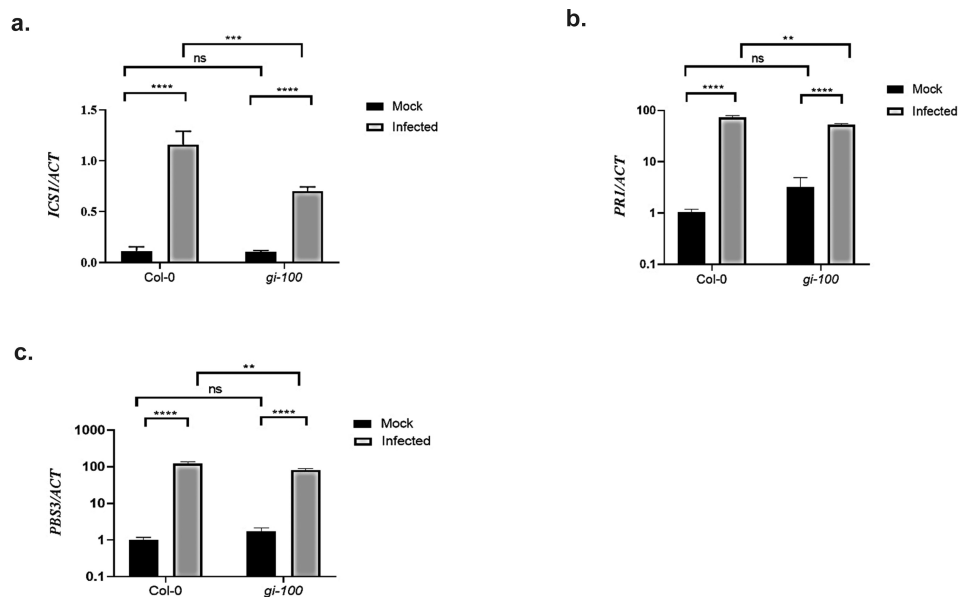 a.
***
ns
****
****
Mock
Infected
1.5
1.0
0.5
0.0
ICS1/ACT
Col-0
gi-100
b.
**
ns
****
****
Mock
Infected
100
10
1
0.1
PR1/ACT
Col-0
gi-100
c.
**
ns
****
****
Mock
Infected
1000
100
10
1
0.1
PBS3/ACT
Col-0
gi-100